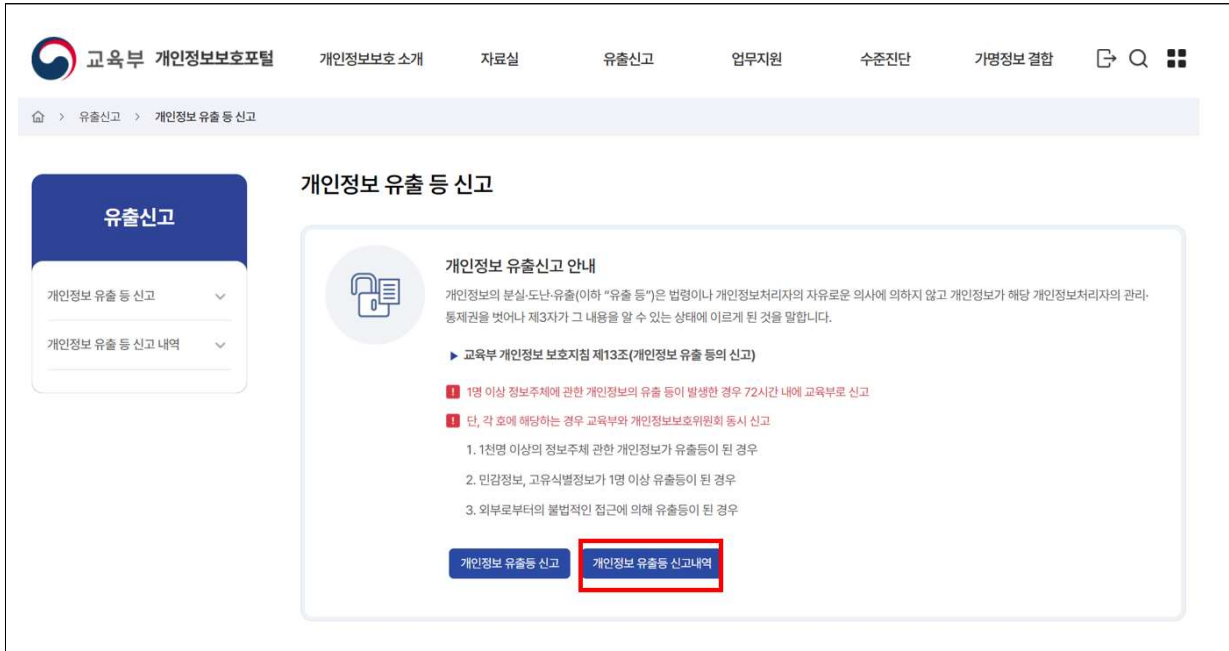 교육부 개인정보보호포털
개인정보보호 소개
자료실
유출신고
업무지원
수준진단
가명정보 결합
유출신고 > 개인정보 유출 등 신고
유출신고
개인정보 유출 등 신고
개인정보 유출 등 신고 내역
개인정보 유출 등 신고
개인정보 유출신고 안내
개인정보의 분실·도난·유출(이하 “유출 등”)은 법령이나 개인정보처리자의 자유로운 의사에 의하지 않고 개인정보가 해당 개인정보처리자의 관리·
통제권을 벗어나 제3자가 그 내용을 알 수 있는 상태에 이르게 된 것을 말합니다.
▶ 교육부 개인정보 보호지침 제13조(개인정보 유출 등의 신고)
! 1명 이상 정보주체에 관한 개인정보의 유출 등이 발생한 경우 72시간 내에 교육부로 신고
! 단, 각 호에 해당하는 경우 교육부와 개인정보보호위원회 동시 신고
1. 1천명 이상의 정보주체 관한 개인정보가 유출등이 된 경우
2. 민감정보, 고유식별정보가 1명 이상 유출등이 된 경우
3. 외부로부터의 불법적인 접근에 의해 유출등이 된 경우
개인정보 유출등 신고
개인정보 유출등 신고내역